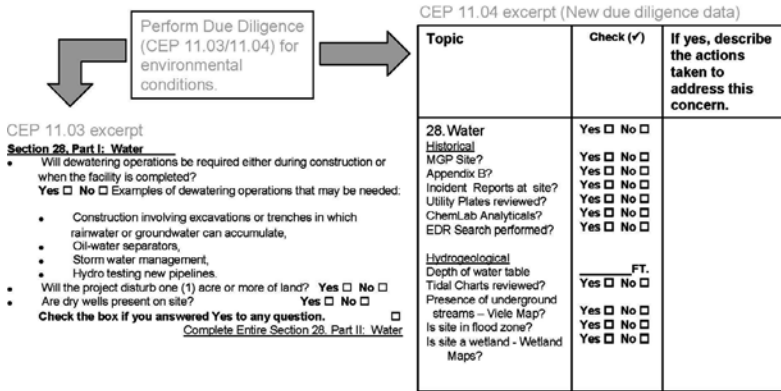 Perform Due Diligence
(CEP 11.03/11.04) for
environmental
conditions.
CEP 11.03 excerpt
Section 28, Part I: Water
• Will dewatering operations be required either during construction or
when the facility is completed?
Yes ☐ No ☐ Examples of dewatering operations that may be needed:
• Construction involving excavations or trenches in which
rainwater or groundwater can accumulate,
• Oil-water separators,
• Storm water management,
• Hydro testing new pipelines.
• Will the project disturb one (1) acre or more of land? Yes ☐ No ☐
• Are dry wells present on site? Yes ☐ No ☐
Check the box if you answered Yes to any question. ☐
Complete Entire Section 28. Part II: Water
CEP 11.04 excerpt (New due diligence data)
Topic Check (✓) If yes, describe
the actions
taken to
address this
concern.
28. Water Yes ☐ No ☐
Historical
MGP Site? Yes ☐ No ☐
Appendix B? Yes ☐ No ☐
Incident Reports at site? Yes ☐ No ☐
Utility Plates reviewed? Yes ☐ No ☐
ChemLab Analyticals? Yes ☐ No ☐
EDR Search performed? Yes ☐ No ☐
Hydrogeological
Depth of water table ______FT.
Tidal Charts reviewed? Yes ☐ No ☐
Presence of underground
streams – Viele Map? Yes ☐ No ☐
Is site in flood zone? Yes ☐ No ☐
Is site a wetland - Wetland Yes ☐ No ☐
Maps?